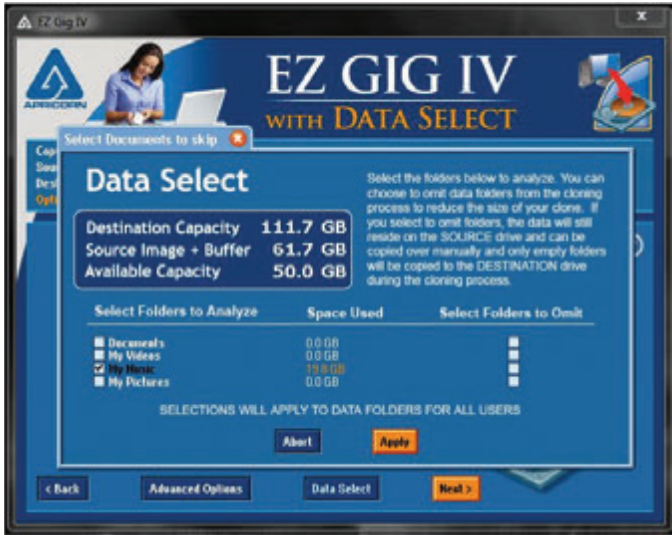 EZ Gig IV
x
APRICORN
EZ GIG IV
WITH DATA SELECT
Select Documents to skip
Data Select
Select the folders below to analyze. You can
choose to omit data folders from the cloning
process to reduce the size of your clone. If
you select to omit folders, the data will still
reside on the SOURCE drive and can be
copied over manually and only empty folders
will be copied to the DESTINATION drive
during the cloning process.
Destination Capacity 111.7 GB
Source Image + Buffer 61.7 GB
Available Capacity 50.0 GB
Select Folders to Analyze Space Used Select Folders to Omit
Documents 0.0 GB
My Videos 0.0 GB
My Music 19.8 GB
My Pictures 0.0 GB
SELECTIONS WILL APPLY TO DATA FOLDERS FOR ALL USERS
Abort Apply
< Back Advanced Options Data Select Next >